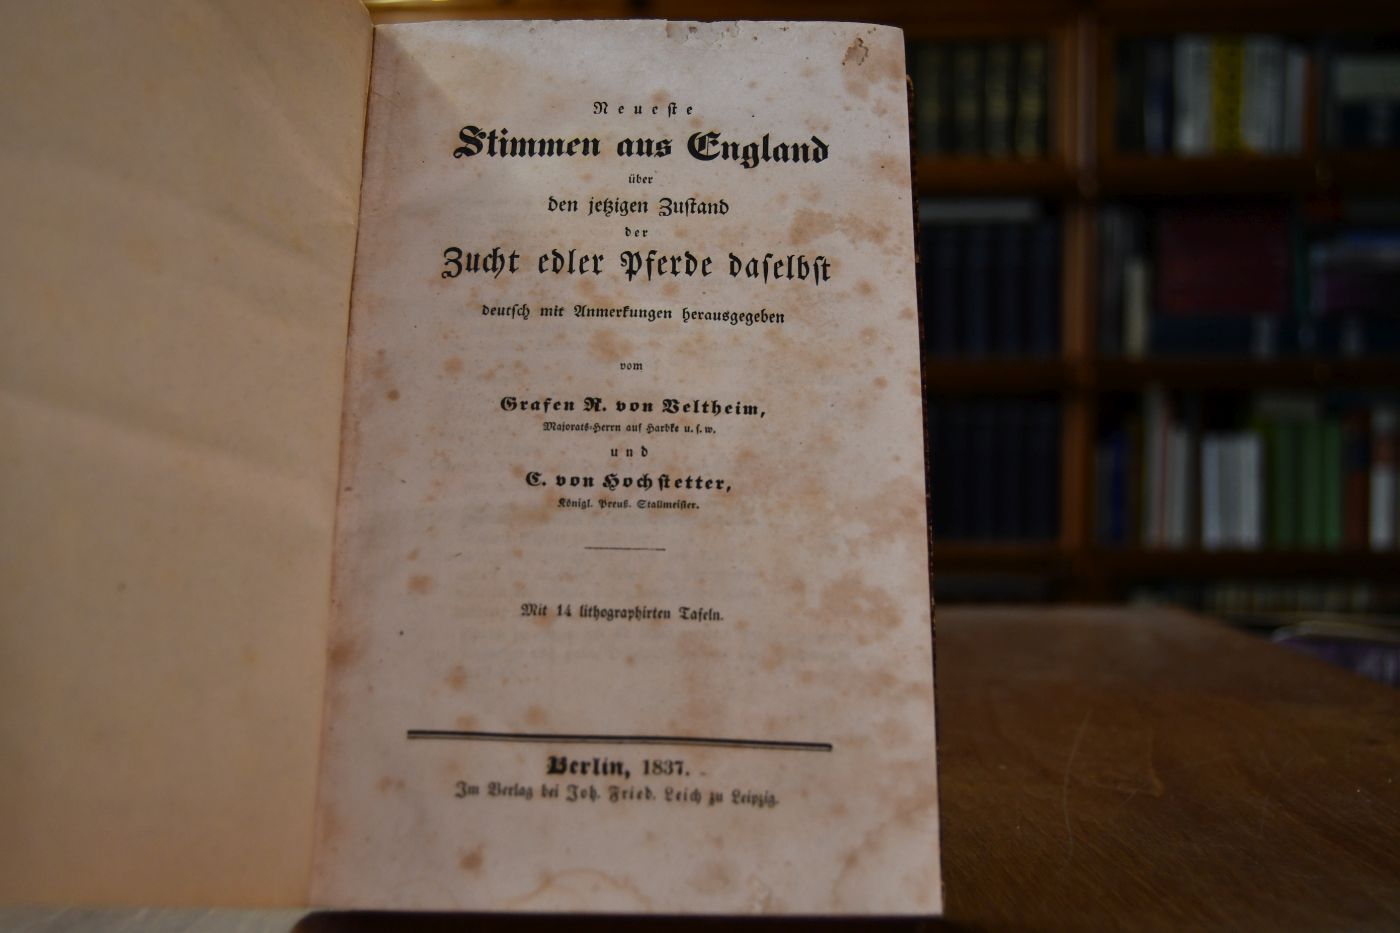 Neueste
Stimmen aus England
über
den jetzigen Zustand
der
Zucht edler Pferde daselbst
deutsch mit Anmerkungen herausgegeben
vom
Grafen R. von Veltheim,
Majorats-Herrn auf Harbke u. s. w.
und
C. von Hochstetter,
Königl. Preuß. Stallmeister.
Mit 14 lithographirten Tafeln.
Berlin, 1837.
Im Verlag bei Joh. Fried. Leich zu Leipzig.